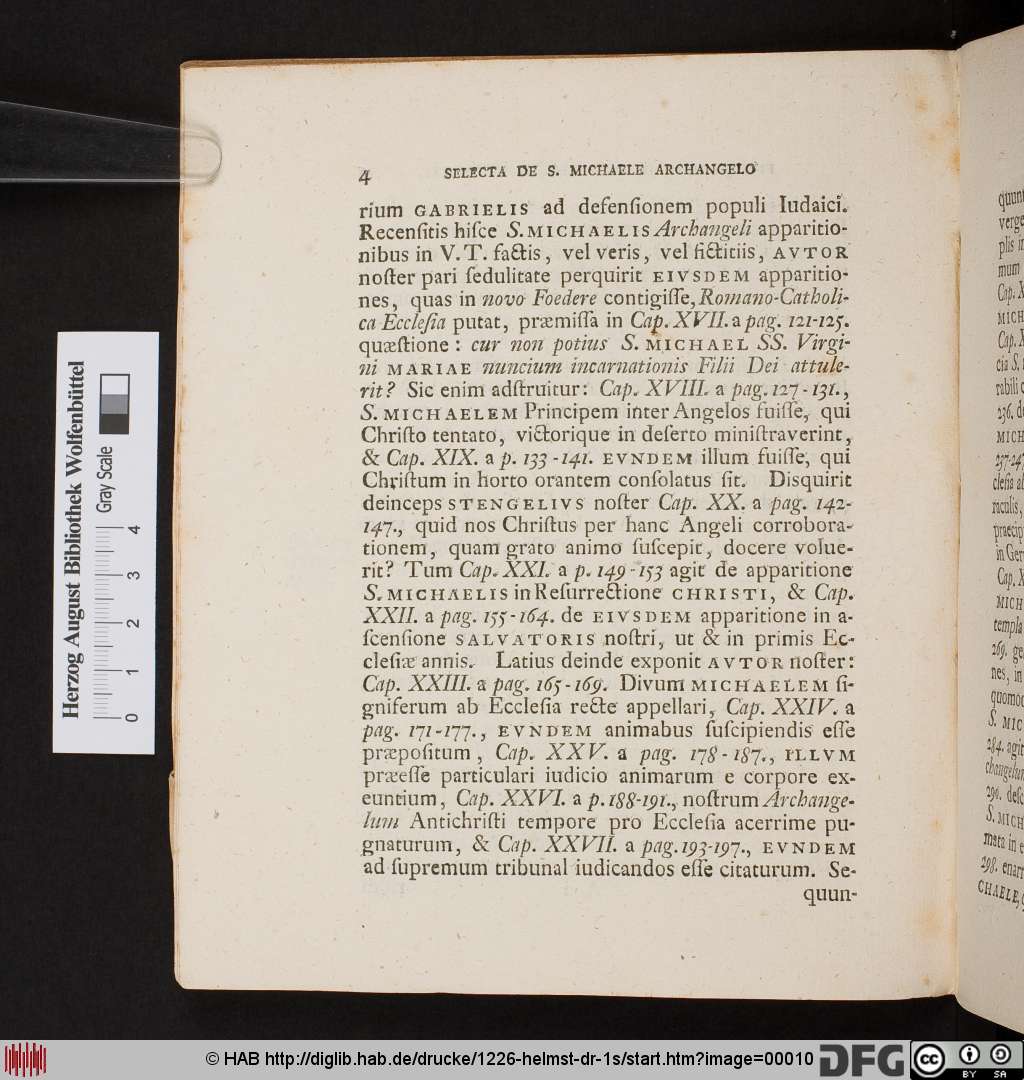 4 SELECTA DE S. MICHAELE ARCHANGELO
rium GABRIELIS ad defenſionem populi Iudaici.
Recenſitis hiſce S. MICHAELIS Archangeli apparitio-
nibus in V. T. factis, vel veris, vel fictitiis, AVTOR
noſter pari ſedulitate perquirit EIVSDEM apparitio-
nes, quas in novo Foedere contigiſſe, Romano-Catholi-
ca Eccleſia putat, præmiſſa in Cap. XVII. a pag. 121-125.
quæſtione: cur non potius S. MICHAEL SS. Virgi-
ni MARIAE nuncium incarnationis Filii Dei attule-
rit? Sic enim adſtruitur: Cap. XVIII. a pag. 127-131.,
S. MICHAELEM Principem inter Angelos fuiſſe, qui
Chriſto tentato, victorique in deſerto miniſtraverint,
& Cap. XIX. a p. 133-141. EVNDEM illum fuiſſe, qui
Chriſtum in horto orantem conſolatus ſit. Diſquirit
deinceps STENGELIVS noſter Cap. XX. a pag. 142-
147., quid nos Chriſtus per hanc Angeli corrobora-
tionem, quam grato animo ſuſcepit, docere volue-
rit? Tum Cap. XXI. a p. 149-153 agit de apparitione
S. MICHAELIS in Reſurrectione CHRISTI, & Cap.
XXII. a pag. 155-164. de EIVSDEM apparitione in a-
ſcenſione SALVATORIS noſtri, ut & in primis Ec-
cleſiæ annis. Latius deinde exponit AVTOR noſter:
Cap. XXIII. a pag. 165-169. Divum MICHAELEM ſi-
gniferum ab Eccleſia recte appellari, Cap. XXIV. a
pag. 171-177., EVNDEM animabus ſuſcipiendis eſſe
præpoſitum, Cap. XXV. a pag. 178-187., ILLVM
præeſſe particulari iudicio animarum e corpore ex-
euntium, Cap. XXVI. a p. 188-191., noſtrum Archange-
lum Antichriſti tempore pro Eccleſia acerrime pu-
gnaturum, & Cap. XXVII. a pag. 193-197., EVNDEM
ad ſupremum tribunal iudicandos eſſe citaturum. Se-
quun-
Herzog August Bibliothek Wolfenbüttel
Gray Scale
0 1 2 3 4
© HAB http://diglib.hab.de/drucke/1226-helmst-dr-1s/start.htm?image=00010
DFG
cc BY SA